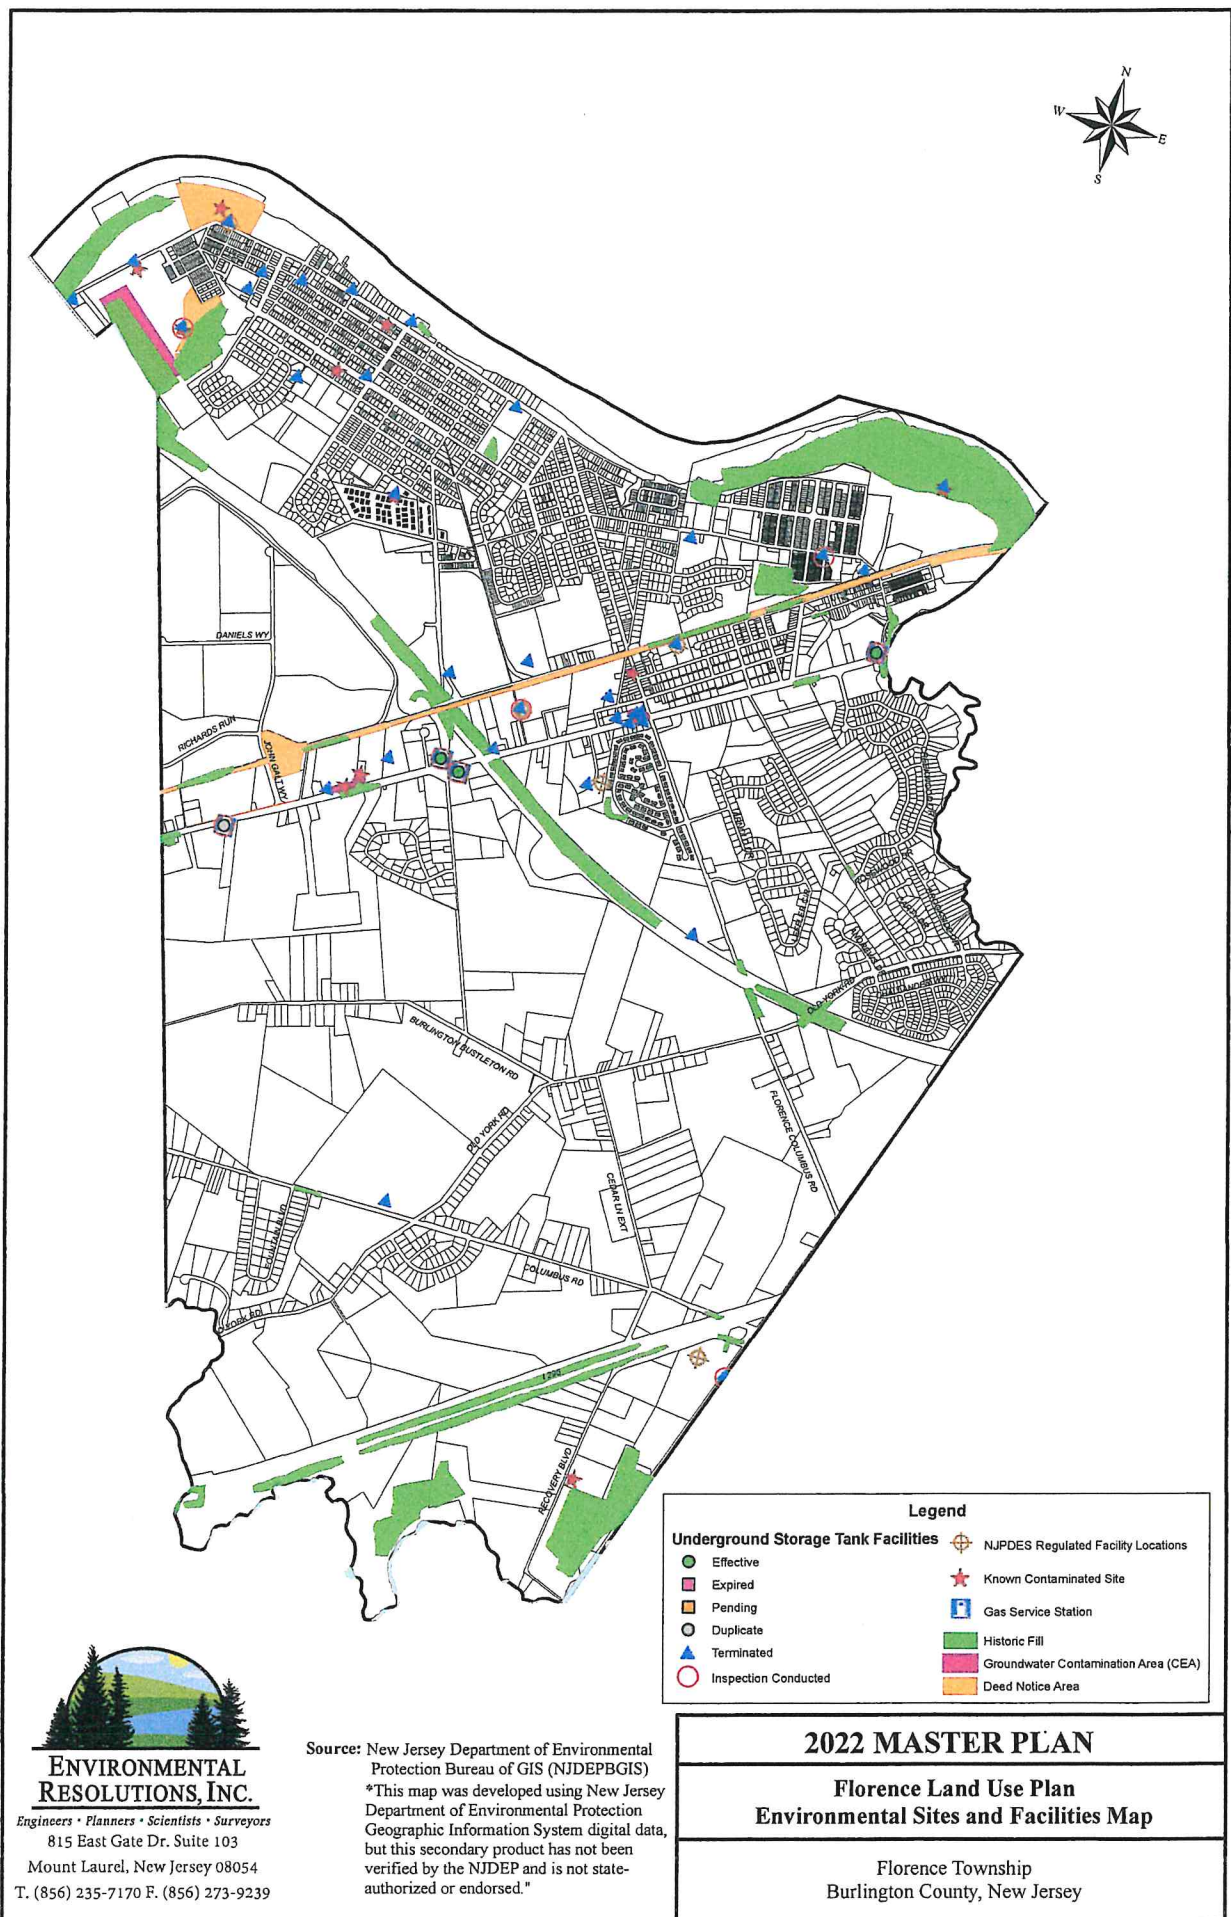 N
W
E
S
DANIELS WY
RICHARDS RUN
JOHN GALT WY
OLD YORK RD
BURLINGTON BUSTLETON RD
OLD YORK RD
FLORENCE COLUMBUS RD
CEDAR LN EXT
FOUNTAIN BLVD
COLUMBUS RD
YORK RD
I 295
RECOVERY BLVD
Legend
Underground Storage Tank Facilities
Effective
Expired
Pending
Duplicate
Terminated
Inspection Conducted
NJPDES Regulated Facility Locations
Known Contaminated Site
Gas Service Station
Historic Fill
Groundwater Contamination Area (CEA)
Deed Notice Area
ENVIRONMENTAL
RESOLUTIONS, INC.
Engineers • Planners • Scientists • Surveyors
815 East Gate Dr. Suite 103
Mount Laurel, New Jersey 08054
T. (856) 235-7170 F. (856) 273-9239
Source: New Jersey Department of Environmental
Protection Bureau of GIS (NJDEPBGIS)
*This map was developed using New Jersey
Department of Environmental Protection
Geographic Information System digital data,
but this secondary product has not been
verified by the NJDEP and is not state-
authorized or endorsed."
2022 MASTER PLAN
Florence Land Use Plan
Environmental Sites and Facilities Map
Florence Township
Burlington County, New Jersey